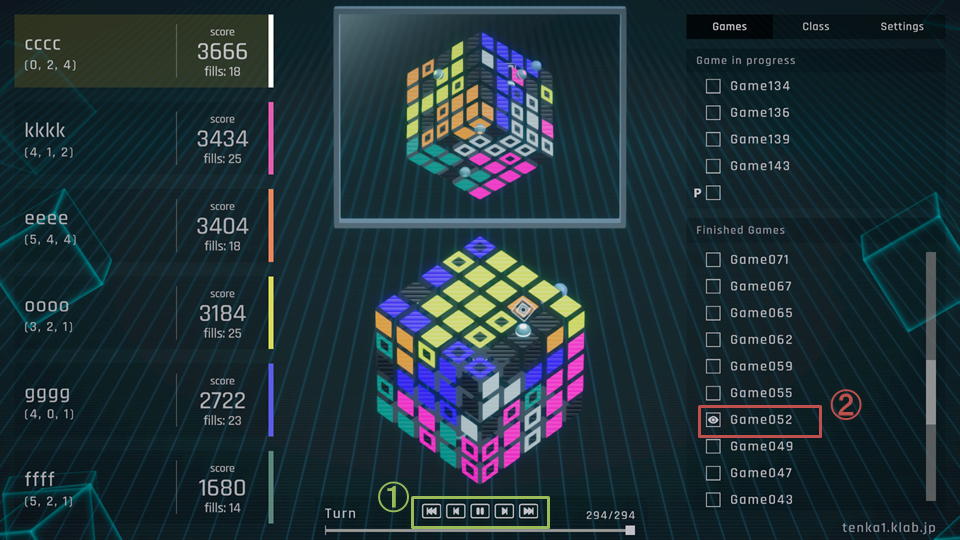 cccc
(0, 2, 4)
score
3666
fills: 18
kkkk
(4, 1, 2)
score
3434
fills: 25
eeee
(5, 4, 4)
score
3404
fills: 18
oooo
(3, 2, 1)
score
3184
fills: 25
gggg
(4, 0, 1)
score
2722
fills: 23
ffff
(5, 2, 1)
score
1680
fills: 14
①
Turn
294/294
Games
Class
Settings
Game in progress
Game134
Game136
Game139
Game143
P
Finished Games
Game071
Game067
Game065
Game062
Game059
Game055
②
Game052
Game049
Game047
Game043
tenka1.klab.jp